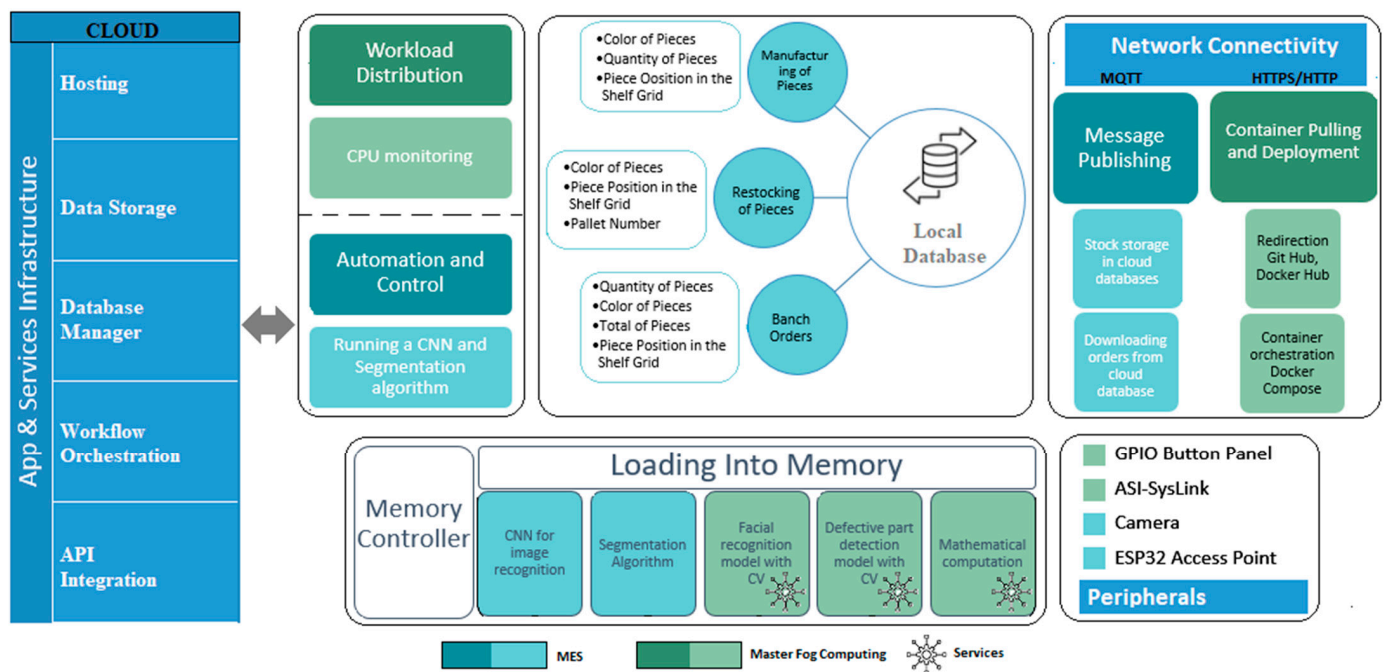 CLOUD
App & Services Infrastructure
Hosting
Data Storage
Database
Manager
Workflow
Orchestration
API
Integration
Workload
Distribution
CPU monitoring
Automation and
Control
Running a CNN and
Segmentation
algorithm
•Color of Pieces
•Quantity of Pieces
•Piece Oosition in the
Shelf Grid
Manufactur
ing of
Pieces
•Color of Pieces
•Piece Position in the
Shelf Grid
•Pallet Number
Restocking
of Pieces
•Quantity of Pieces
•Color of Pieces
•Total of Pieces
•Piece Position in the
Shelf Grid
Banch
Orders
Local
Database
Network Connectivity
MQTT
HTTPS/HTTP
Message
Publishing
Container Pulling
and Deployment
Stock storage
in cloud
databases
Redirection
Git Hub,
Docker Hub
Downloading
orders from
cloud
database
Container
orchestration
Docker
Compose
Memory
Controller
Loading Into Memory
CNN for
image
recognition
Segmentation
Algorithm
Facial
recognition
model with
CV
Defective part
detection
model with
CV
Mathematical
computation
GPIO Button Panel
ASI-SysLink
Camera
ESP32 Access Point
Peripherals
MES
Master Fog Computing
Services